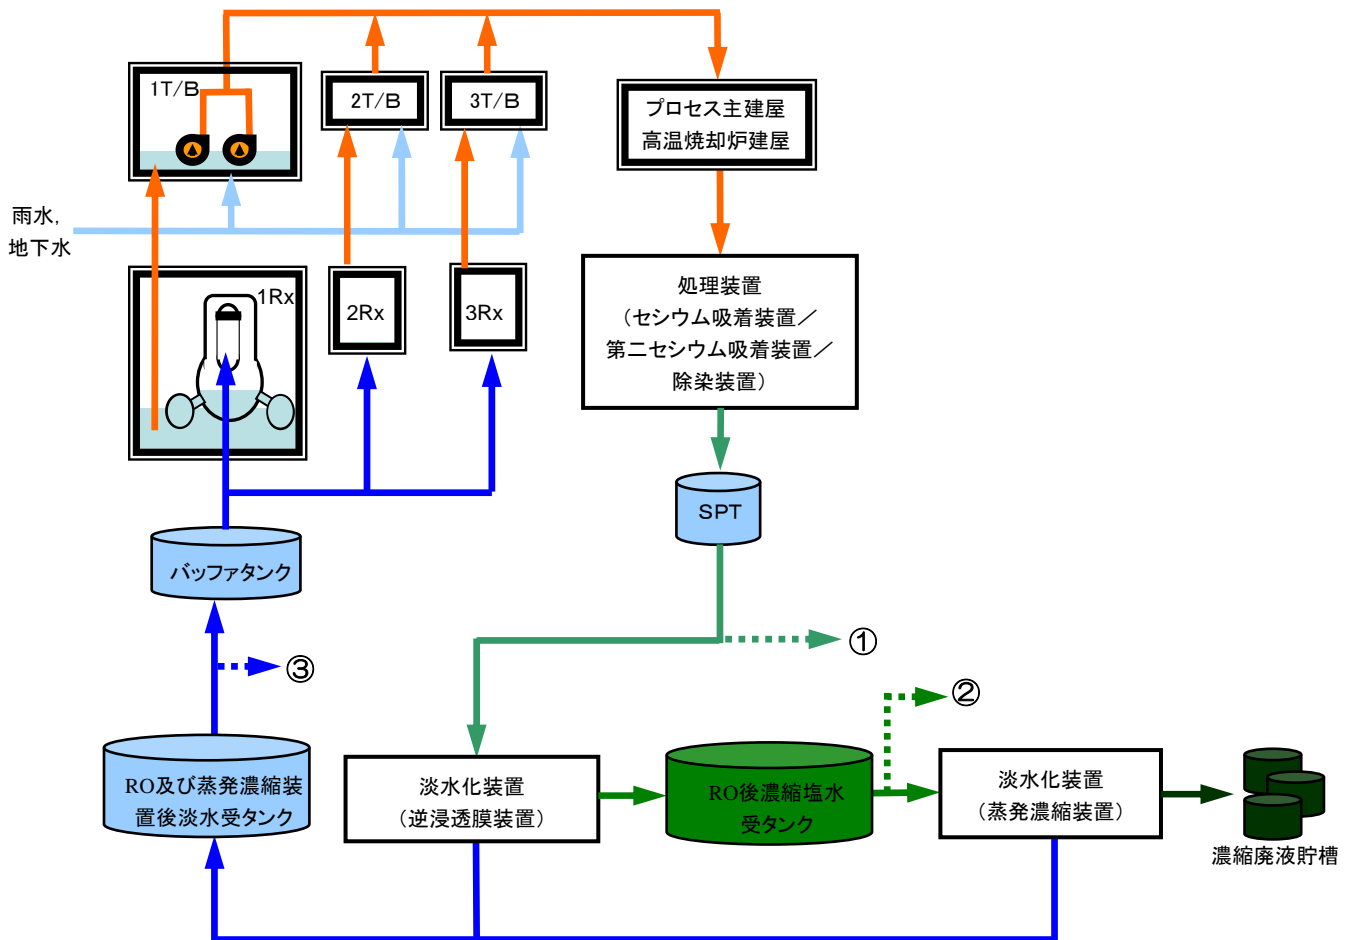 1T/B
2T/B
3T/B
プロセス主建屋
高温焼却炉建屋
雨水,
地下水
1Rx
2Rx
3Rx
処理装置
（セシウム吸着装置／
第二セシウム吸着装置／
除染装置）
SPT
バッファタンク
①
③
②
RO及び蒸発濃縮装
置後淡水受タンク
淡水化装置
（逆浸透膜装置）
RO後濃縮塩水
受タンク
淡水化装置
（蒸発濃縮装置）
濃縮廃液貯槽